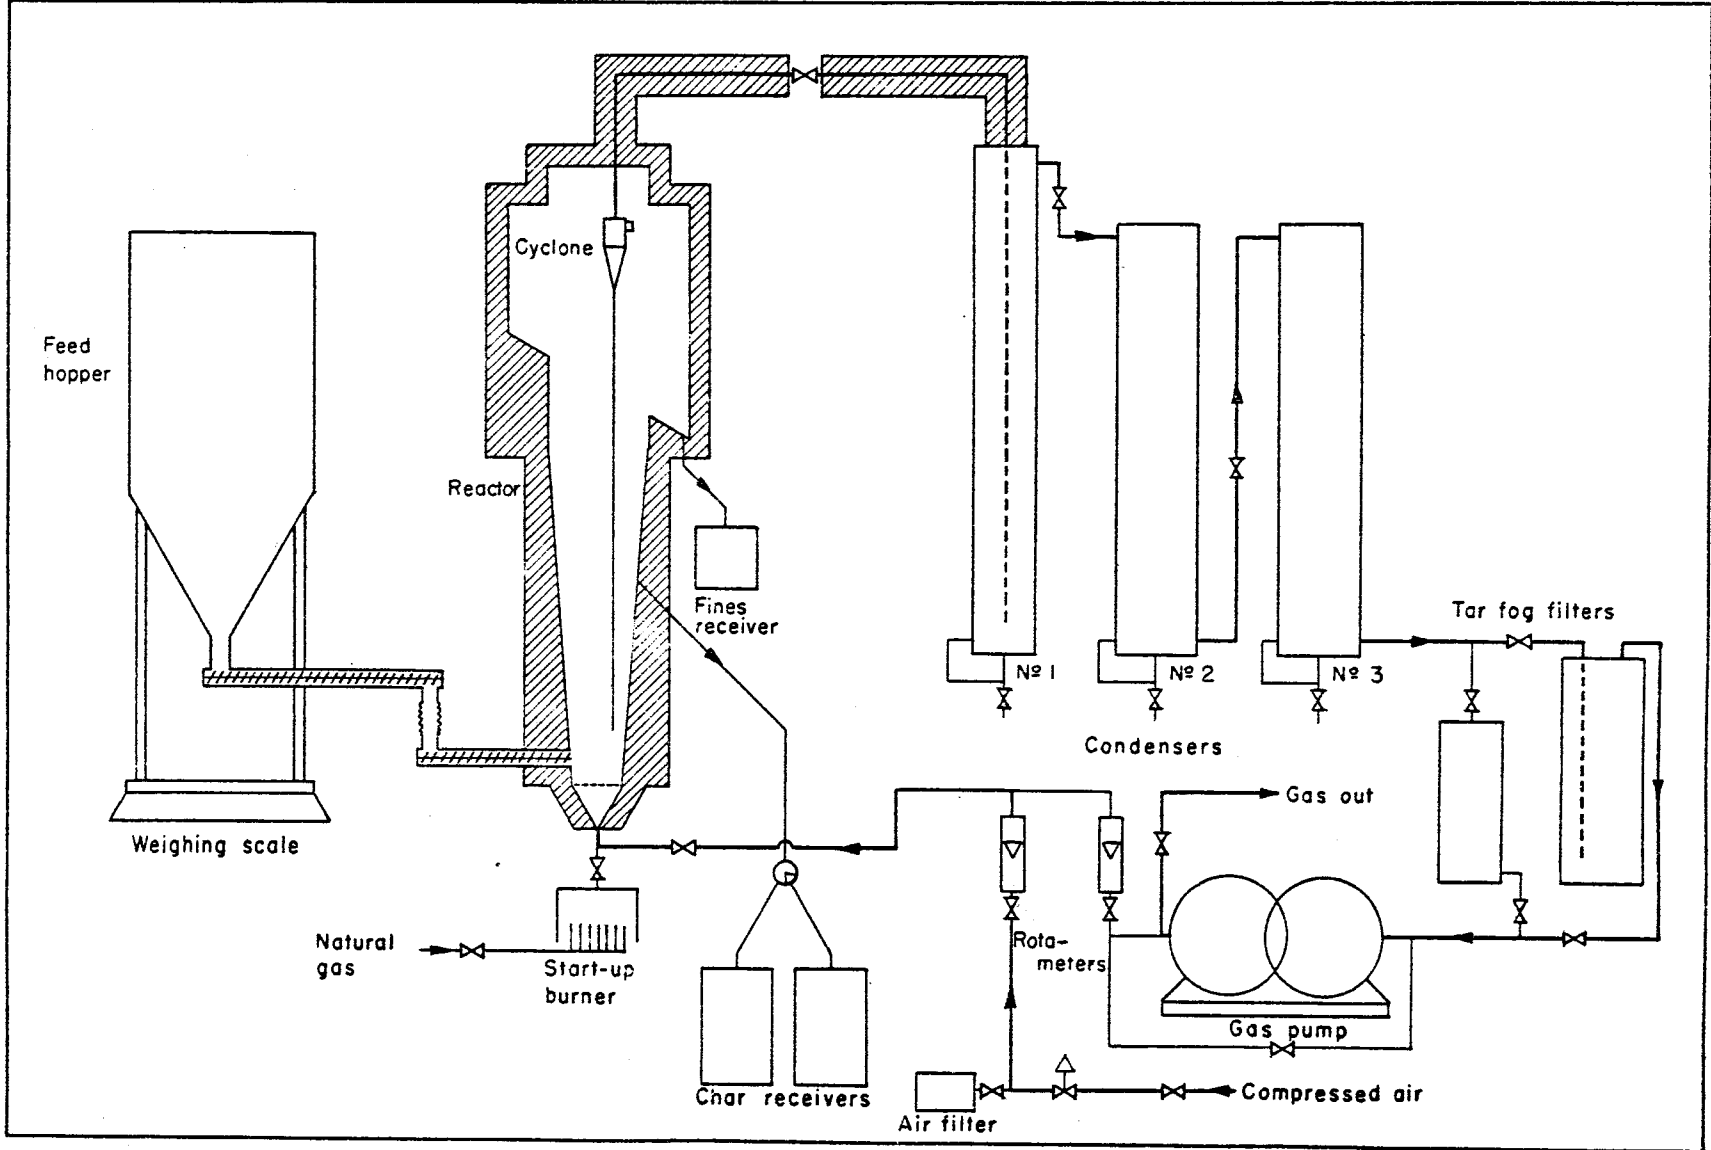 Cyclone
Feed
hopper
Reactor
Fines
receiver
Tar fog filters
Nº 1
Nº 2
Nº 3
Condensers
Gas out
Weighing scale
Natural
gas
Start-up
burner
Rota-
meters
Gas pump
Char receivers
Compressed air
Air filter